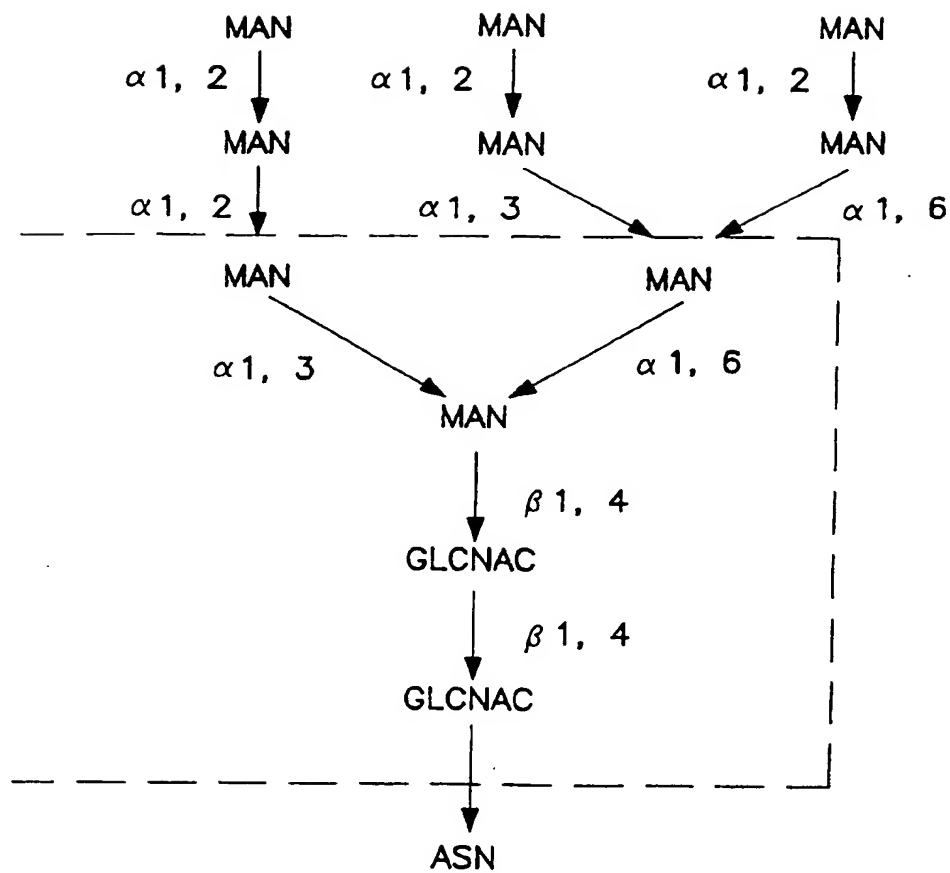 MAN MAN MAN
α1, 2 α1, 2 α1, 2
MAN MAN MAN
α1, 2 α1, 3 α1, 6
MAN MAN
α1, 3 α1, 6
MAN
β1, 4
GLCNAC
β1, 4
GLCNAC
ASN